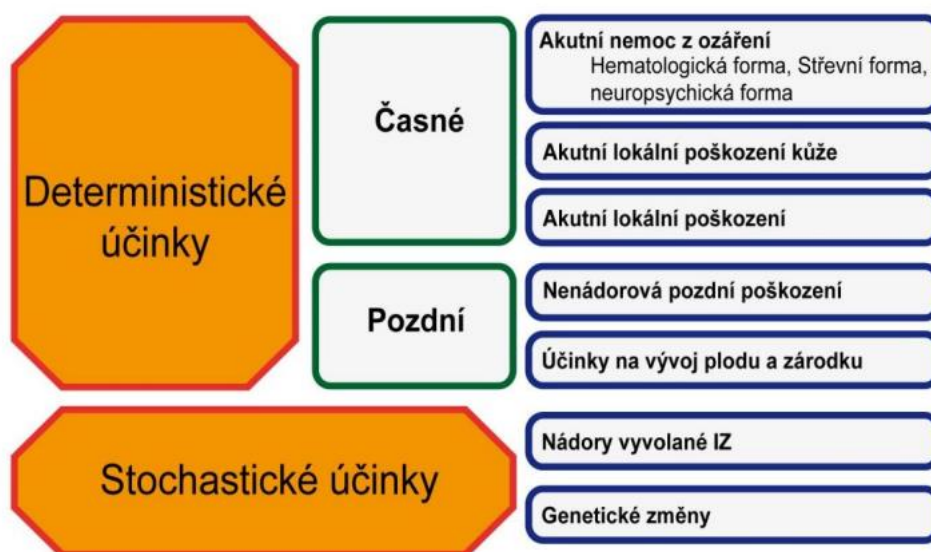 Deterministické
účinky
Časné
Akutní nemoc z ozáření
Hematologická forma, Střevní forma,
neuropsychická forma
Akutní lokální poškození kůže
Akutní lokální poškození
Pozdní
Nenádorová pozdní poškození
Účinky na vývoj plodu a zárodku
Stochastické účinky
Nádory vyvolané IZ
Genetické změny